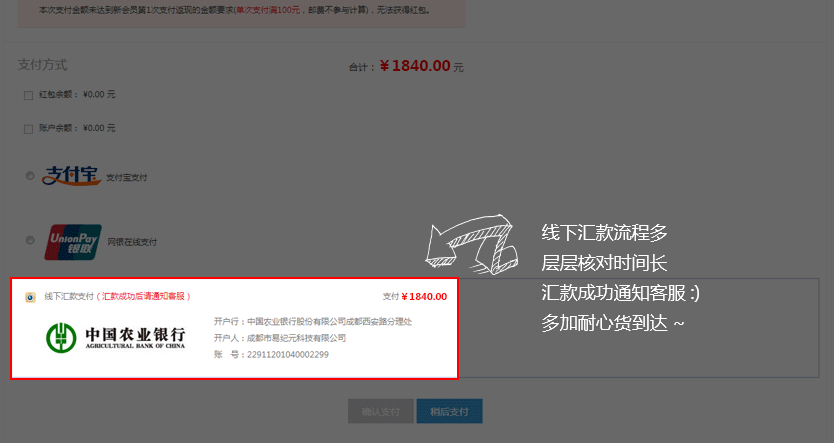 本次支付金额未达到新会员第1次支付返现的金额要求(单次支付满100元，邮费不参与计算)，无法获得红包。
支付方式
合计：¥1840.00 元
红包余额：¥0.00 元
账户余额：¥0.00 元
支付宝 支付宝支付
UnionPay 银联 网银在线支付
线下汇款流程多
层层核对时间长
汇款成功通知客服 :)
多加耐心货到达 ~
线下汇款支付 ( 汇款成功后请通知客服 ) 支付 ¥1840.00
中国农业银行
AGRICULTURAL BANK OF CHINA
开户行：中国农业银行股份有限公司成都西安路分理处
开户人：成都市易纪元科技有限公司
账 号：22911201040002299
确认支付 稍后支付